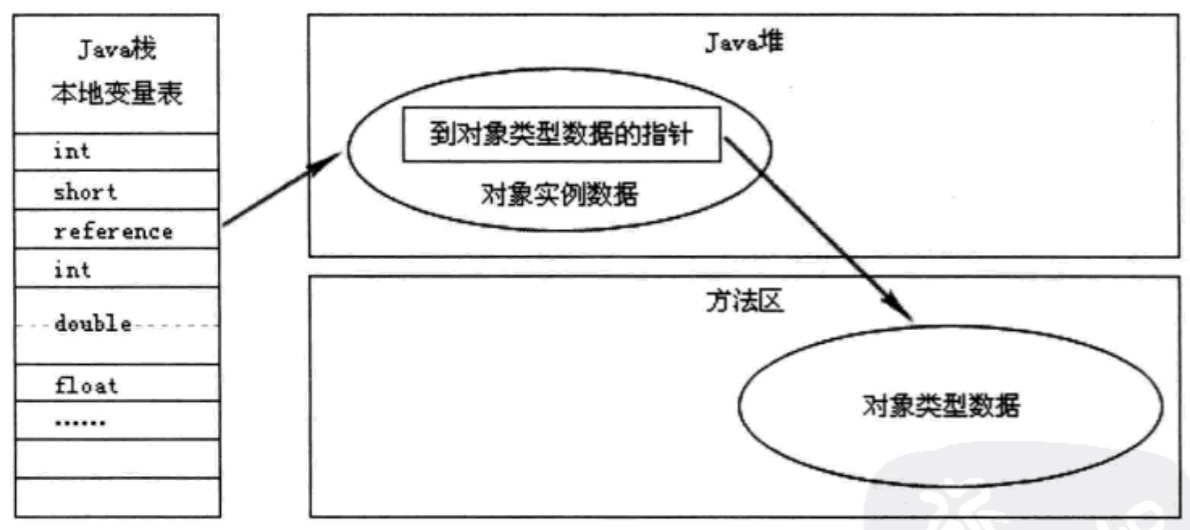 Java栈
本地变量表
int
short
reference
int
double
float
……
Java堆
到对象类型数据的指针
对象实例数据
方法区
对象类型数据